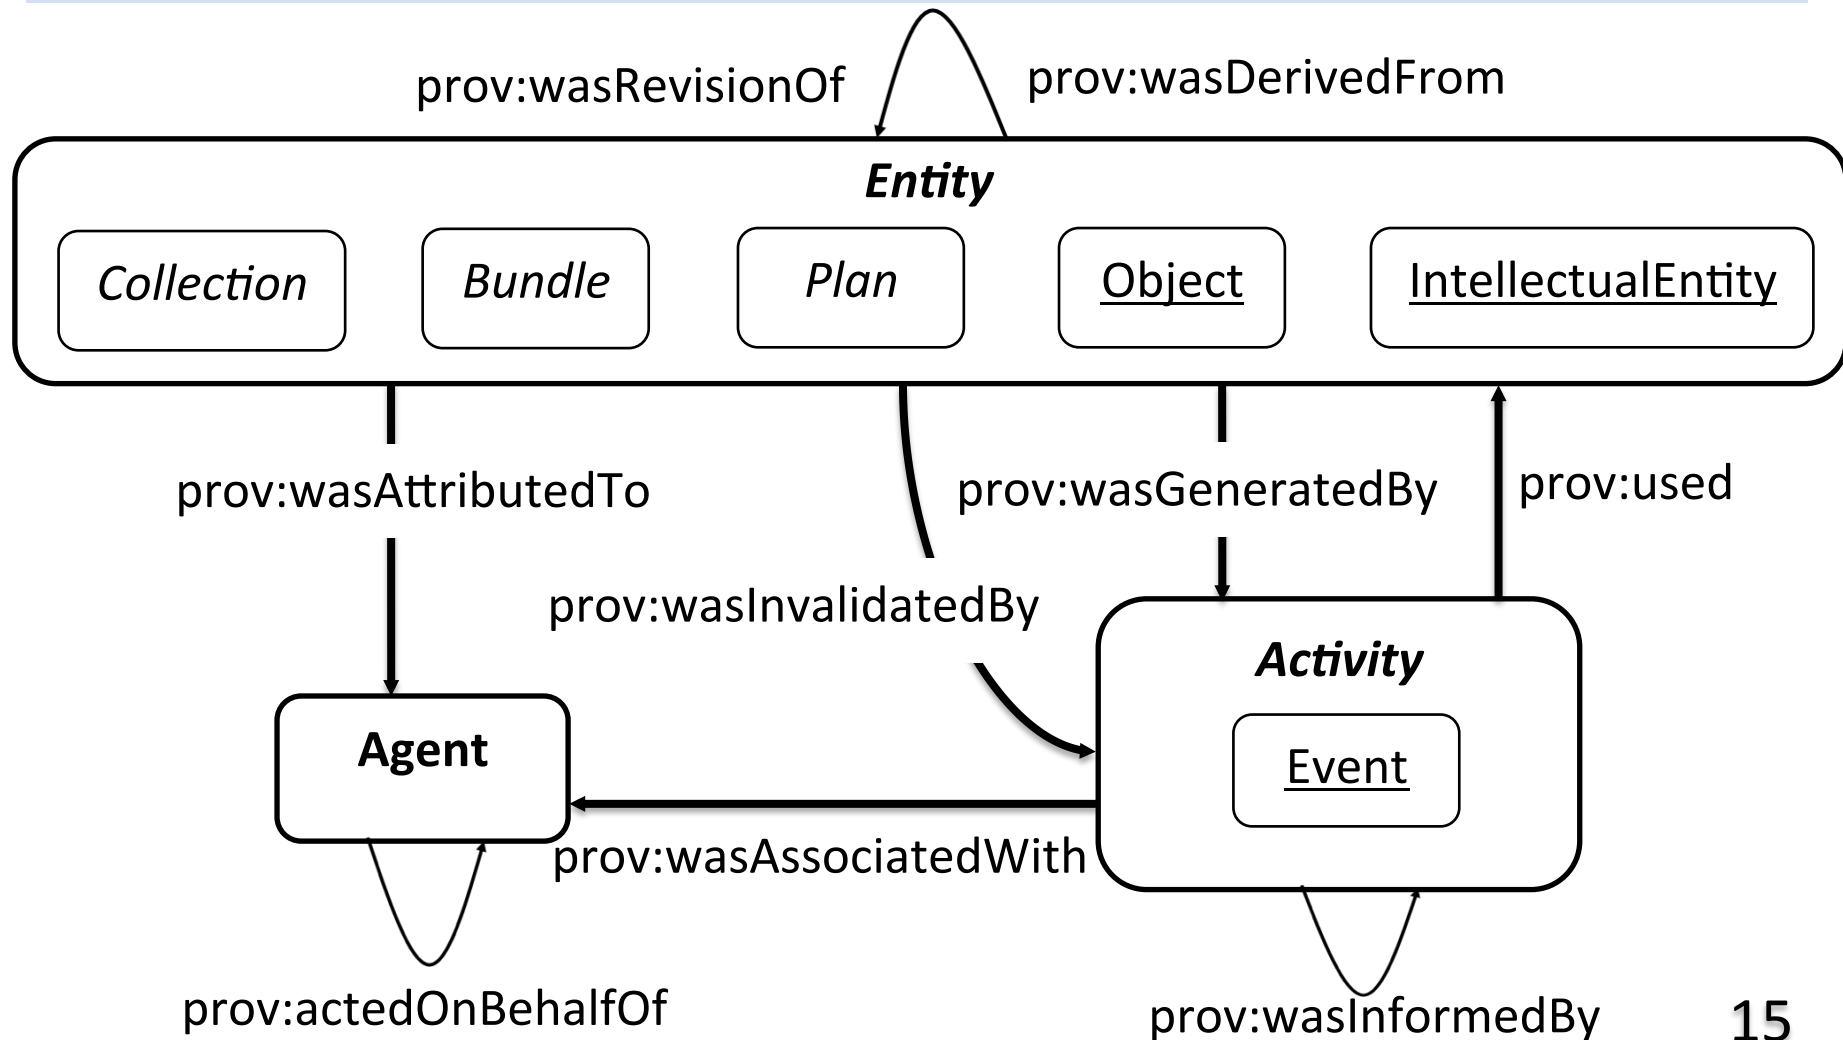 prov:wasRevisionOf
prov:wasDerivedFrom
Entity
Collection
Bundle
Plan
Object
IntellectualEntity
prov:wasAttributedTo
prov:wasGeneratedBy
prov:used
prov:wasInvalidatedBy
Activity
Agent
Event
prov:wasAssociatedWith
prov:actedOnBehalfOf
prov:wasInformedBy
15